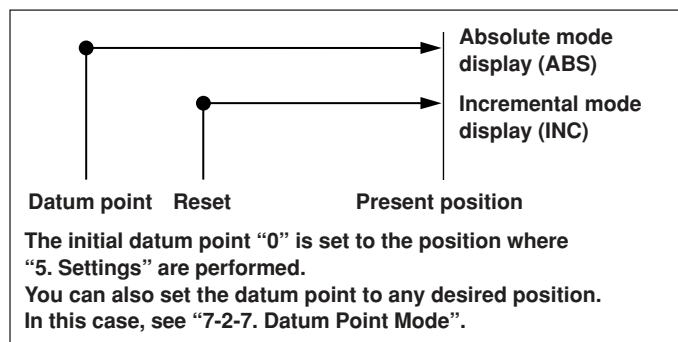 Absolute mode
display (ABS)
Incremental mode
display (INC)
Datum point Reset Present position
The initial datum point “0” is set to the position where
“5. Settings” are performed.
You can also set the datum point to any desired position.
In this case, see “7-2-7. Datum Point Mode”.